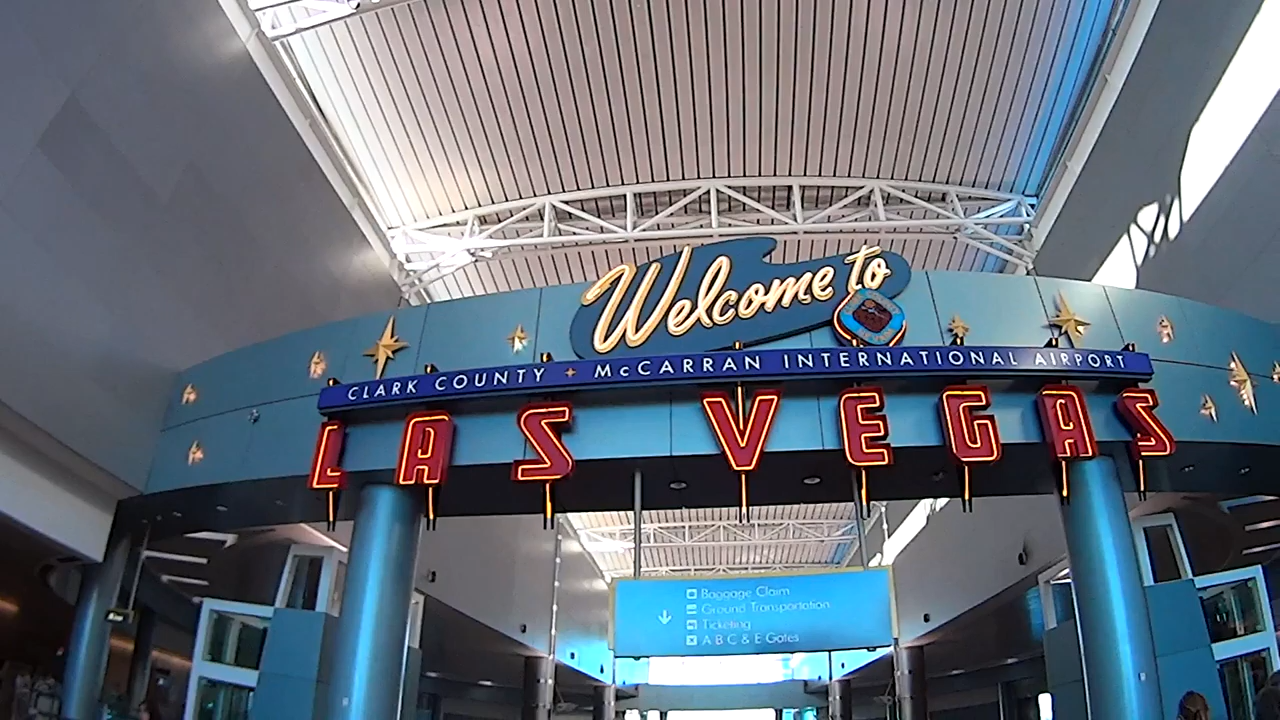 Welcome to
CLARK COUNTY McCARRAN INTERNATIONAL AIRPORT
LAS VEGAS
Baggage Claim
Ground Transportation
Ticketing
A B C & E Gates